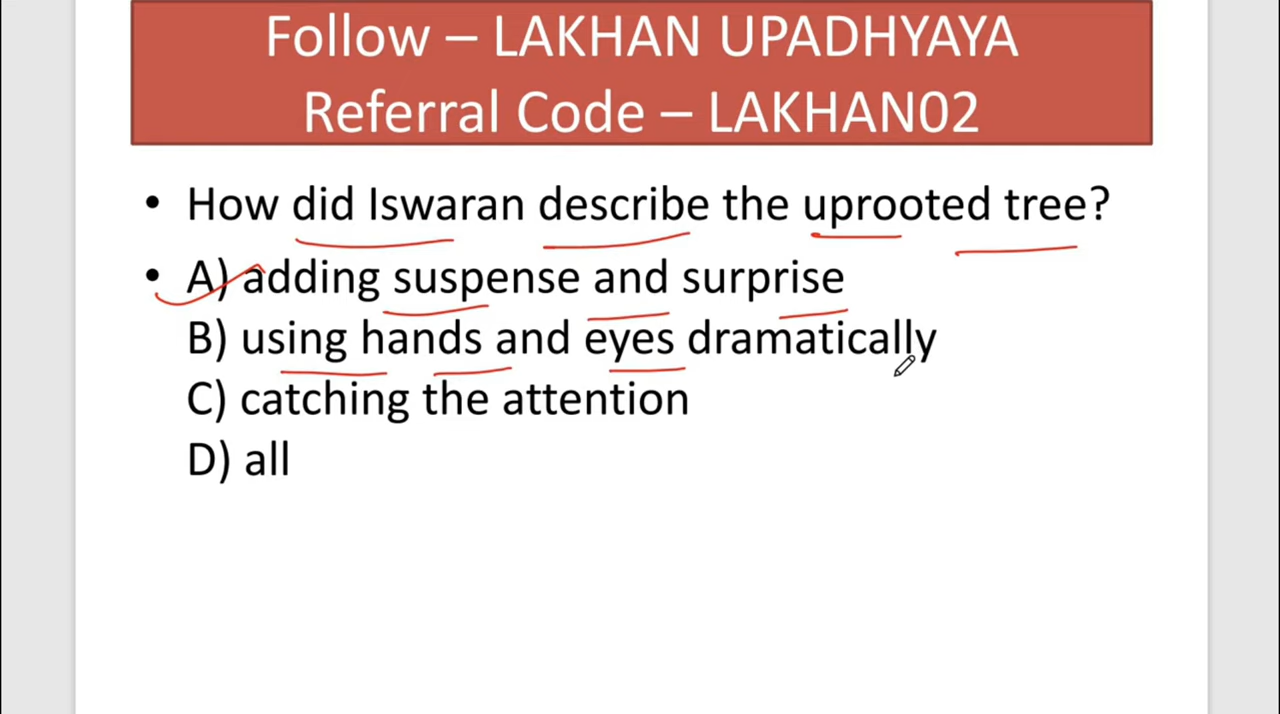 Follow – LAKHAN UPADHYAYA
Referral Code – LAKHAN02
• How did Iswaran describe the uprooted tree?
• A) adding suspense and surprise
B) using hands and eyes dramatically
C) catching the attention
D) all